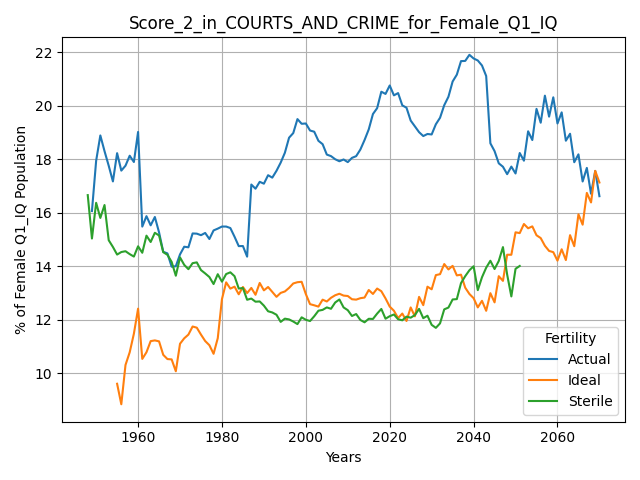 Score_2_in_COURTS_AND_CRIME_for_Female_Q1_IQ
% of Female Q1_IQ Population
22
20
18
16
14
12
10
1960 1980 2000 2020 2040 2060
Years
Fertility
Actual
Ideal
Sterile